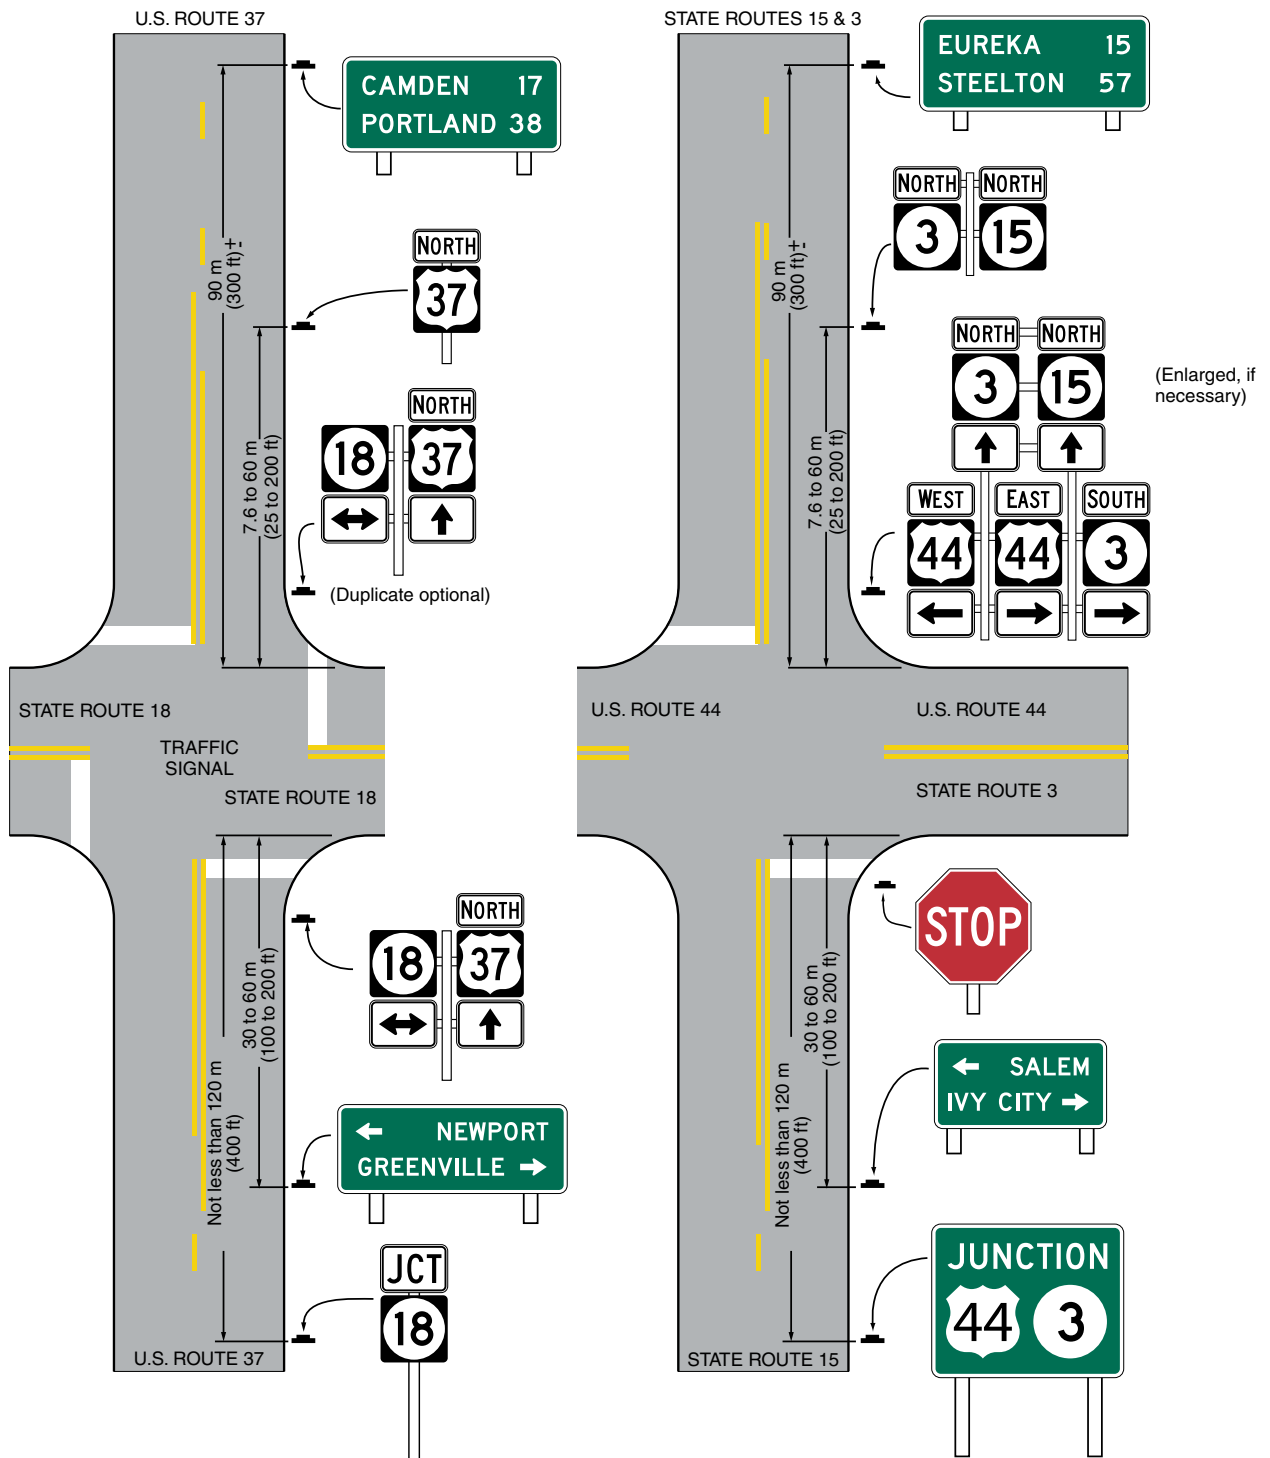 U.S. ROUTE 37
CAMDEN 17
PORTLAND 38
90 m
(300 ft)±
NORTH
37
7.6 to 60 m
(25 to 200 ft)
NORTH
18 37
(Duplicate optional)
STATE ROUTE 18
TRAFFIC
SIGNAL
STATE ROUTE 18
NORTH
18 37
30 to 60 m
(100 to 200 ft)
Not less than 120 m
(400 ft)
NEWPORT
GREENVILLE
JCT
18
U.S. ROUTE 37
STATE ROUTES 15 & 3
EUREKA 15
STEELTON 57
90 m
(300 ft)±
NORTH NORTH
3 15
7.6 to 60 m
(25 to 200 ft)
NORTH NORTH
3 15
(Enlarged, if
necessary)
WEST EAST SOUTH
44 44 3
U.S. ROUTE 44 U.S. ROUTE 44
STATE ROUTE 3
STOP
30 to 60 m
(100 to 200 ft)
Not less than 120 m
(400 ft)
SALEM
IVY CITY
JUNCTION
44 3
STATE ROUTE 15